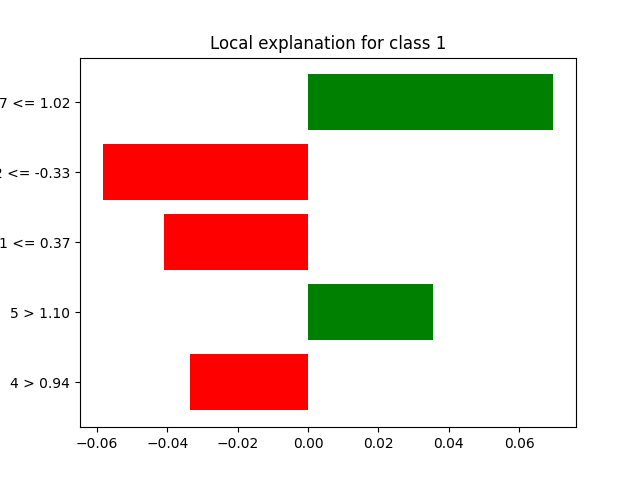 Local explanation for class 1
7 <= 1.02
2 <= -0.33
1 <= 0.37
5 > 1.10
4 > 0.94
−0.06 −0.04 −0.02 0.00 0.02 0.04 0.06